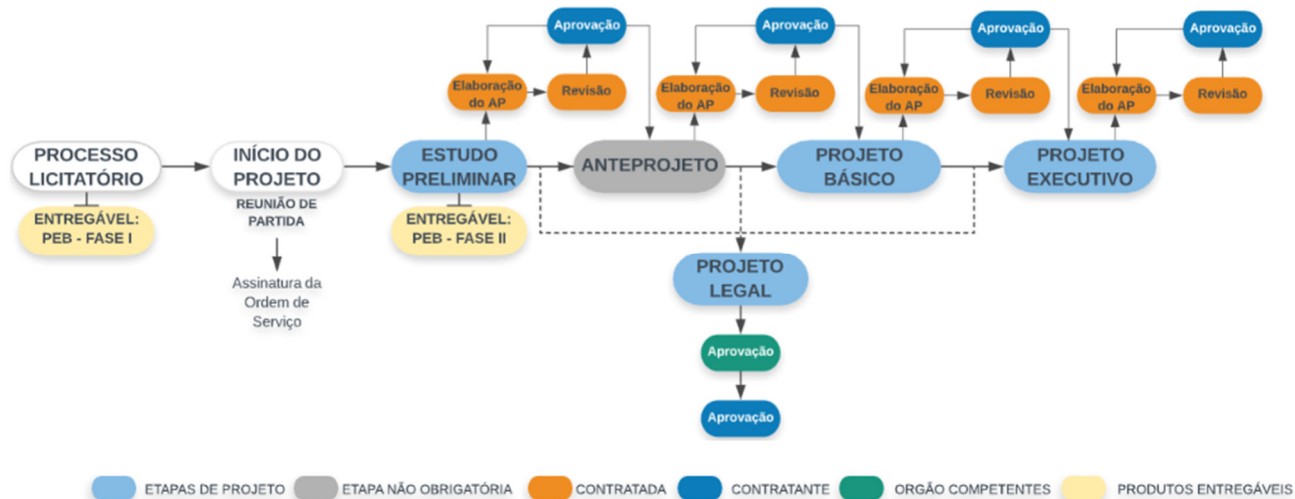 Aprovação
Aprovação
Aprovação
Aprovação
Elaboração
do AP
Revisão
Elaboração
do AP
Revisão
Elaboração
do AP
Revisão
Elaboração
do AP
Revisão
PROCESSO
LICITATÓRIO
INÍCIO DO
PROJETO
ESTUDO
PRELIMINAR
ANTEPROJETO
PROJETO
BÁSICO
PROJETO
EXECUTIVO
ENTREGÁVEL:
PEB - FASE I
REUNIÃO DE
PARTIDA
ENTREGÁVEL:
PEB - FASE II
Assinatura da
Ordem de
Serviço
PROJETO
LEGAL
Aprovação
Aprovação
ETAPAS DE PROJETO
ETAPA NÃO OBRIGATÓRIA
CONTRATADA
CONTRATANTE
ORGÃO COMPETENTES
PRODUTOS ENTREGÁVEIS